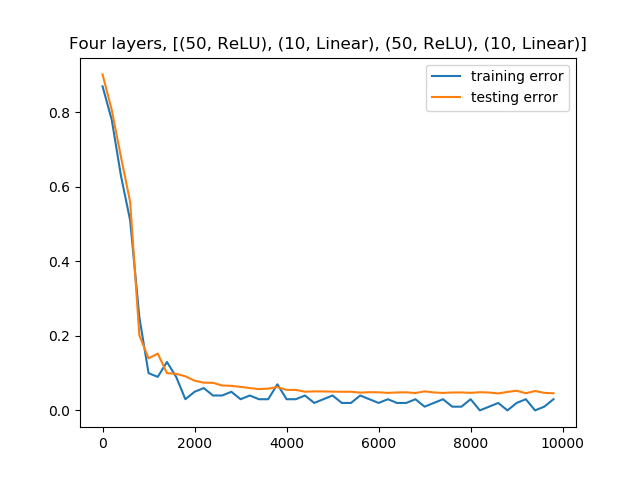 Four layers, [(50, ReLU), (10, Linear), (50, ReLU), (10, Linear)]
training error
testing error
0.8
0.6
0.4
0.2
0.0
0 2000 4000 6000 8000 10000